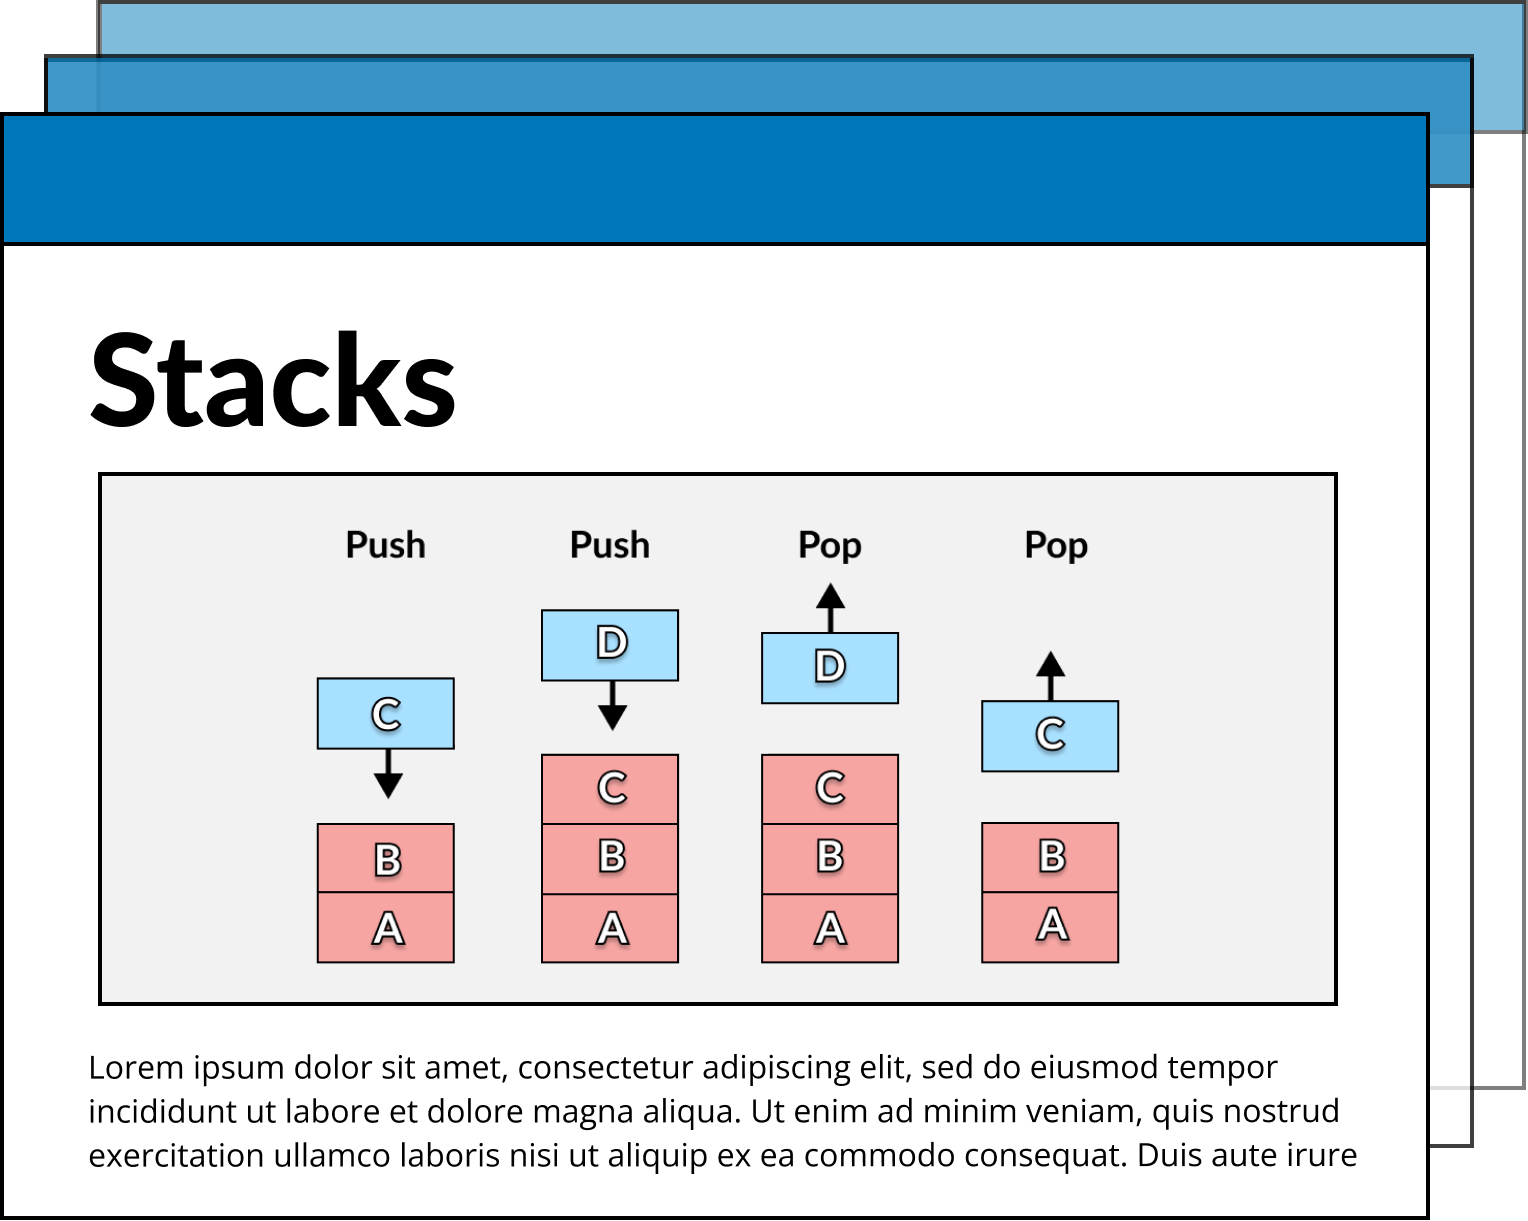 Stacks
Push Push Pop Pop
D
D
C
C
C C
B B B B
A A A A
Lorem ipsum dolor sit amet, consectetur adipiscing elit, sed do eiusmod tempor
incididunt ut labore et dolore magna aliqua. Ut enim ad minim veniam, quis nostrud
exercitation ullamco laboris nisi ut aliquip ex ea commodo consequat. Duis aute irure